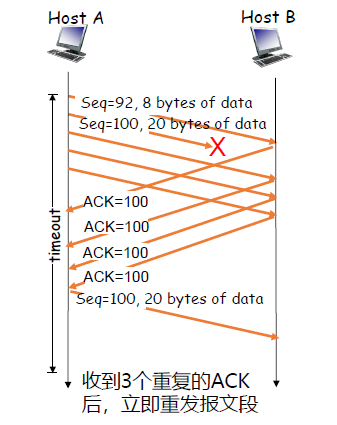 Host A
Host B
Seq=92, 8 bytes of data
Seq=100, 20 bytes of data
X
timeout
ACK=100
ACK=100
ACK=100
ACK=100
Seq=100, 20 bytes of data
收到3个重复的ACK
后，立即重发报文段